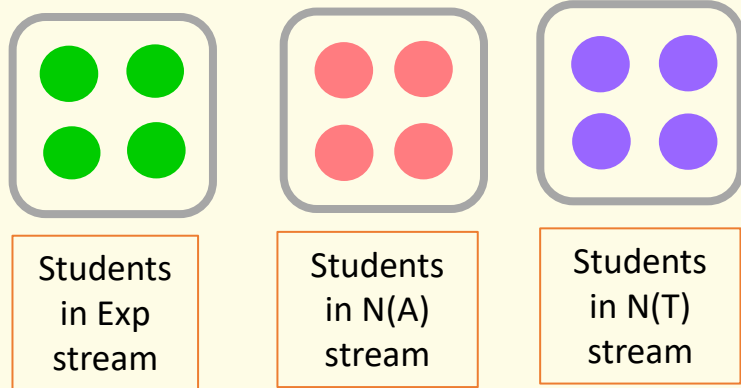 Students
in Exp
stream
Students
in N(A)
stream
Students
in N(T)
stream